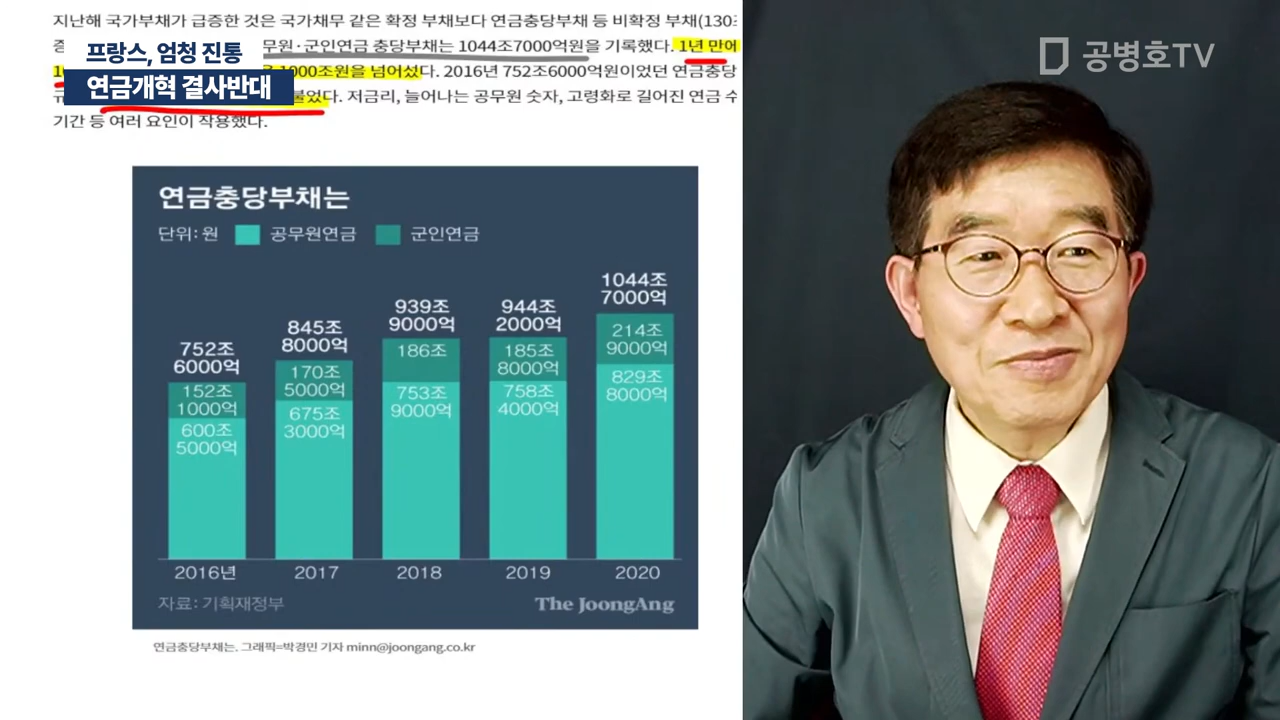 지난해 국가부채가 급증한 것은 국가채무 같은 확정 부채보다 연금충당부채 등 비확정 부채(130조
증 무원·군인연금 충당부채는 1044조7000억원을 기록했다. 1년 만에
1000조원을 넘어섰다. 2016년 752조6000억원이었던 연금충당
불었다. 저금리, 늘어나는 공무원 숫자, 고령화로 길어진 연금 수
기간 등 여러 요인이 작용했다.
프랑스, 엄청 진통
연금개혁 결사반대
공병호TV
연금충당부채는
단위: 원 공무원연금 군인연금
752조 6000억
152조 1000억
600조 5000억
845조 8000억
170조 5000억
675조 3000억
939조 9000억
186조
753조 9000억
944조 2000억
185조 8000억
758조 4000억
1044조 7000억
214조 9000억
829조 8000억
2016년 2017 2018 2019 2020
자료: 기획재정부 The JoongAng
연금충당부채는. 그래픽=박경민 기자 minn@joongang.co.kr